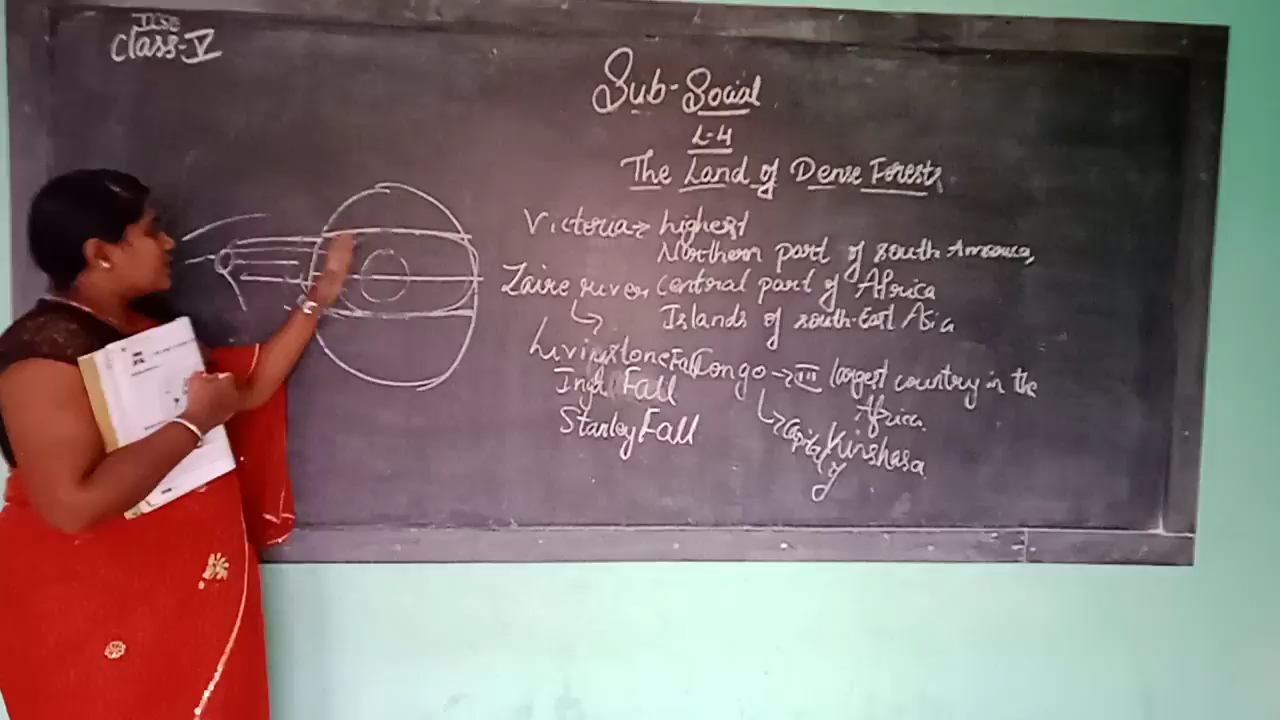 Class-V
Sub-Social
L-4
The Land of Dense Forests
Victoria→ highest
Northern part of south America,
Zaire river, central part of Africa
Islands of south-East Asia
Livingstone Fall
Congo → III largest country in the
Africa.
Inga Fall
Stanley Fall
Capital Kinshasa